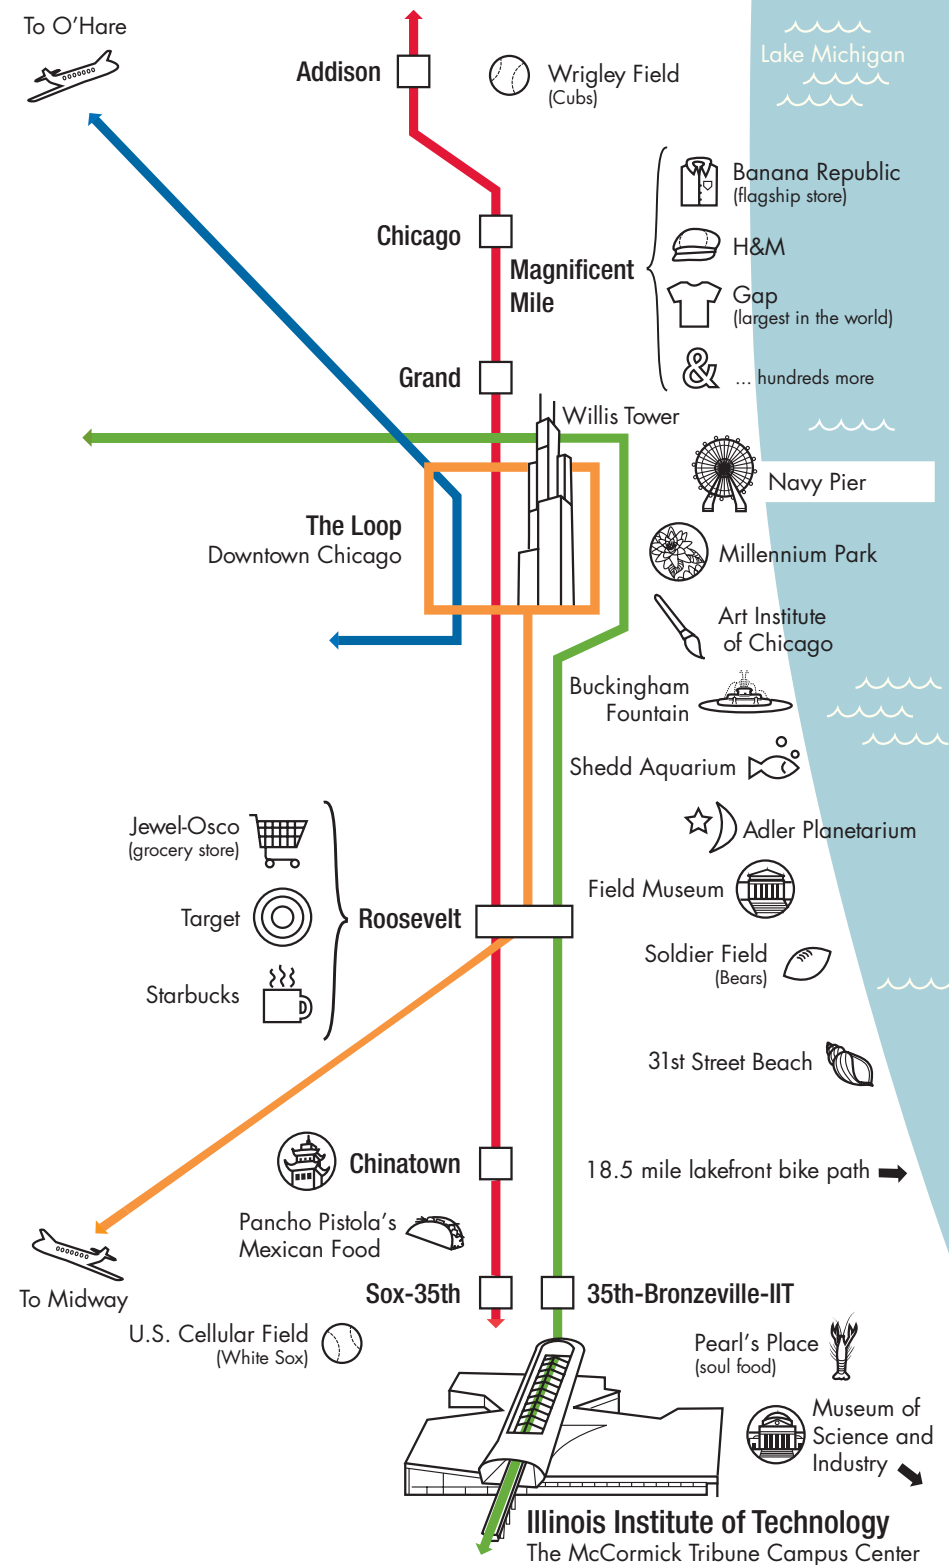 To O'Hare
Addison
Wrigley Field
(Cubs)
Lake Michigan
Banana Republic
(flagship store)
Chicago
H&M
Magnificent
Mile
Gap
(largest in the world)
Grand
& ... hundreds more
Willis Tower
Navy Pier
The Loop
Downtown Chicago
Millennium Park
Art Institute
of Chicago
Buckingham
Fountain
Shedd Aquarium
Jewel-Osco
(grocery store)
Adler Planetarium
Field Museum
Target
Roosevelt
Soldier Field
(Bears)
Starbucks
31st Street Beach
Chinatown
18.5 mile lakefront bike path
Pancho Pistola's
Mexican Food
To Midway
Sox-35th
35th-Bronzeville-IIT
U.S. Cellular Field
(White Sox)
Pearl's Place
(soul food)
Museum of
Science and
Industry
Illinois Institute of Technology
The McCormick Tribune Campus Center